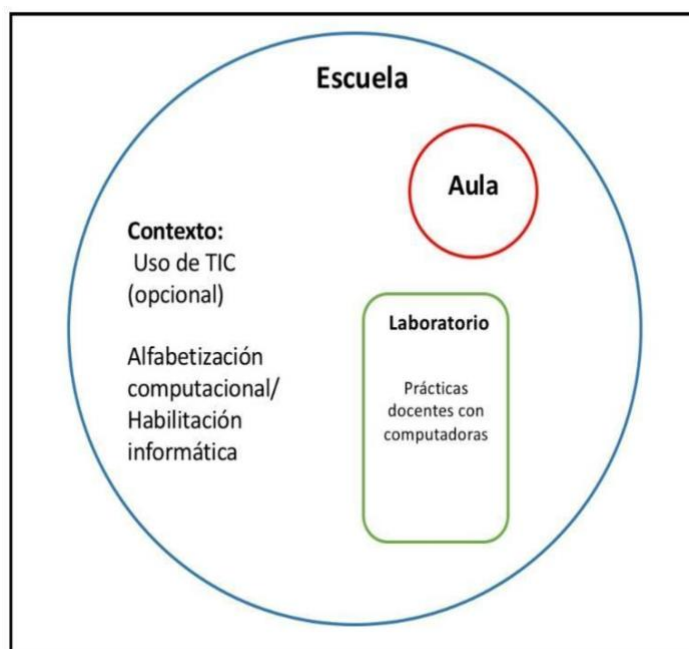 Escuela
Aula
Contexto:
Uso de TIC
(opcional)
Alfabetización
computacional/
Habilitación
informática
Laboratorio
Prácticas
docentes con
computadoras